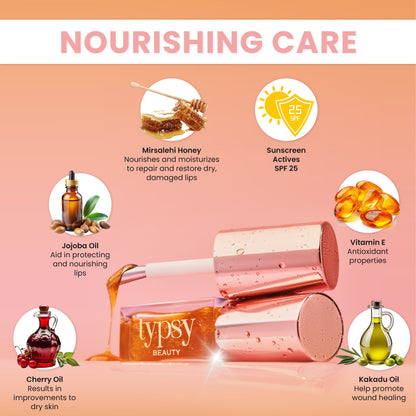 NOURISHING CARE
Mirsalehi Honey
Nourishes and moisturizes
to repair and restore dry,
damaged lips
25
SPF
Sunscreen
Actives
SPF 25
Jojoba Oil
Aid in protecting
and nourishing
lips
Vitamin E
Antioxidant
properties
typsy
BEAUTY
Cherry Oil
Results in
improvements to
dry skin
Kakadu Oil
Help promote
wound healing